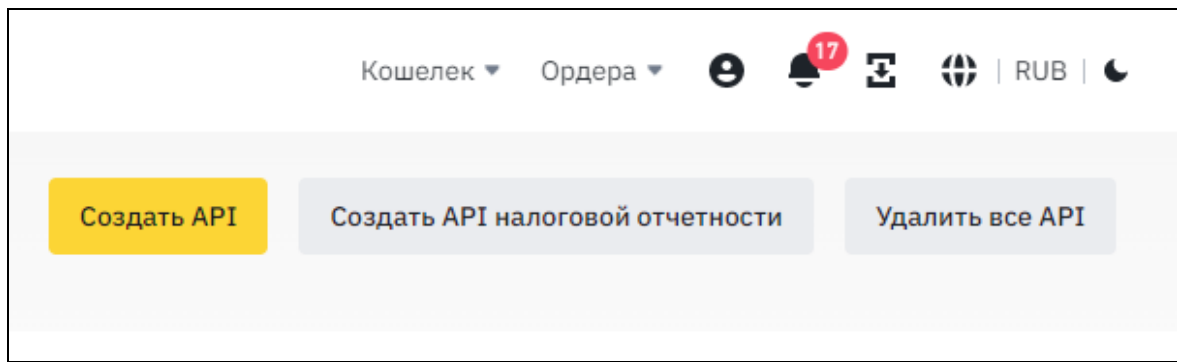 Кошелек Ордера 17 | RUB |
Создать API Создать API налоговой отчетности Удалить все API